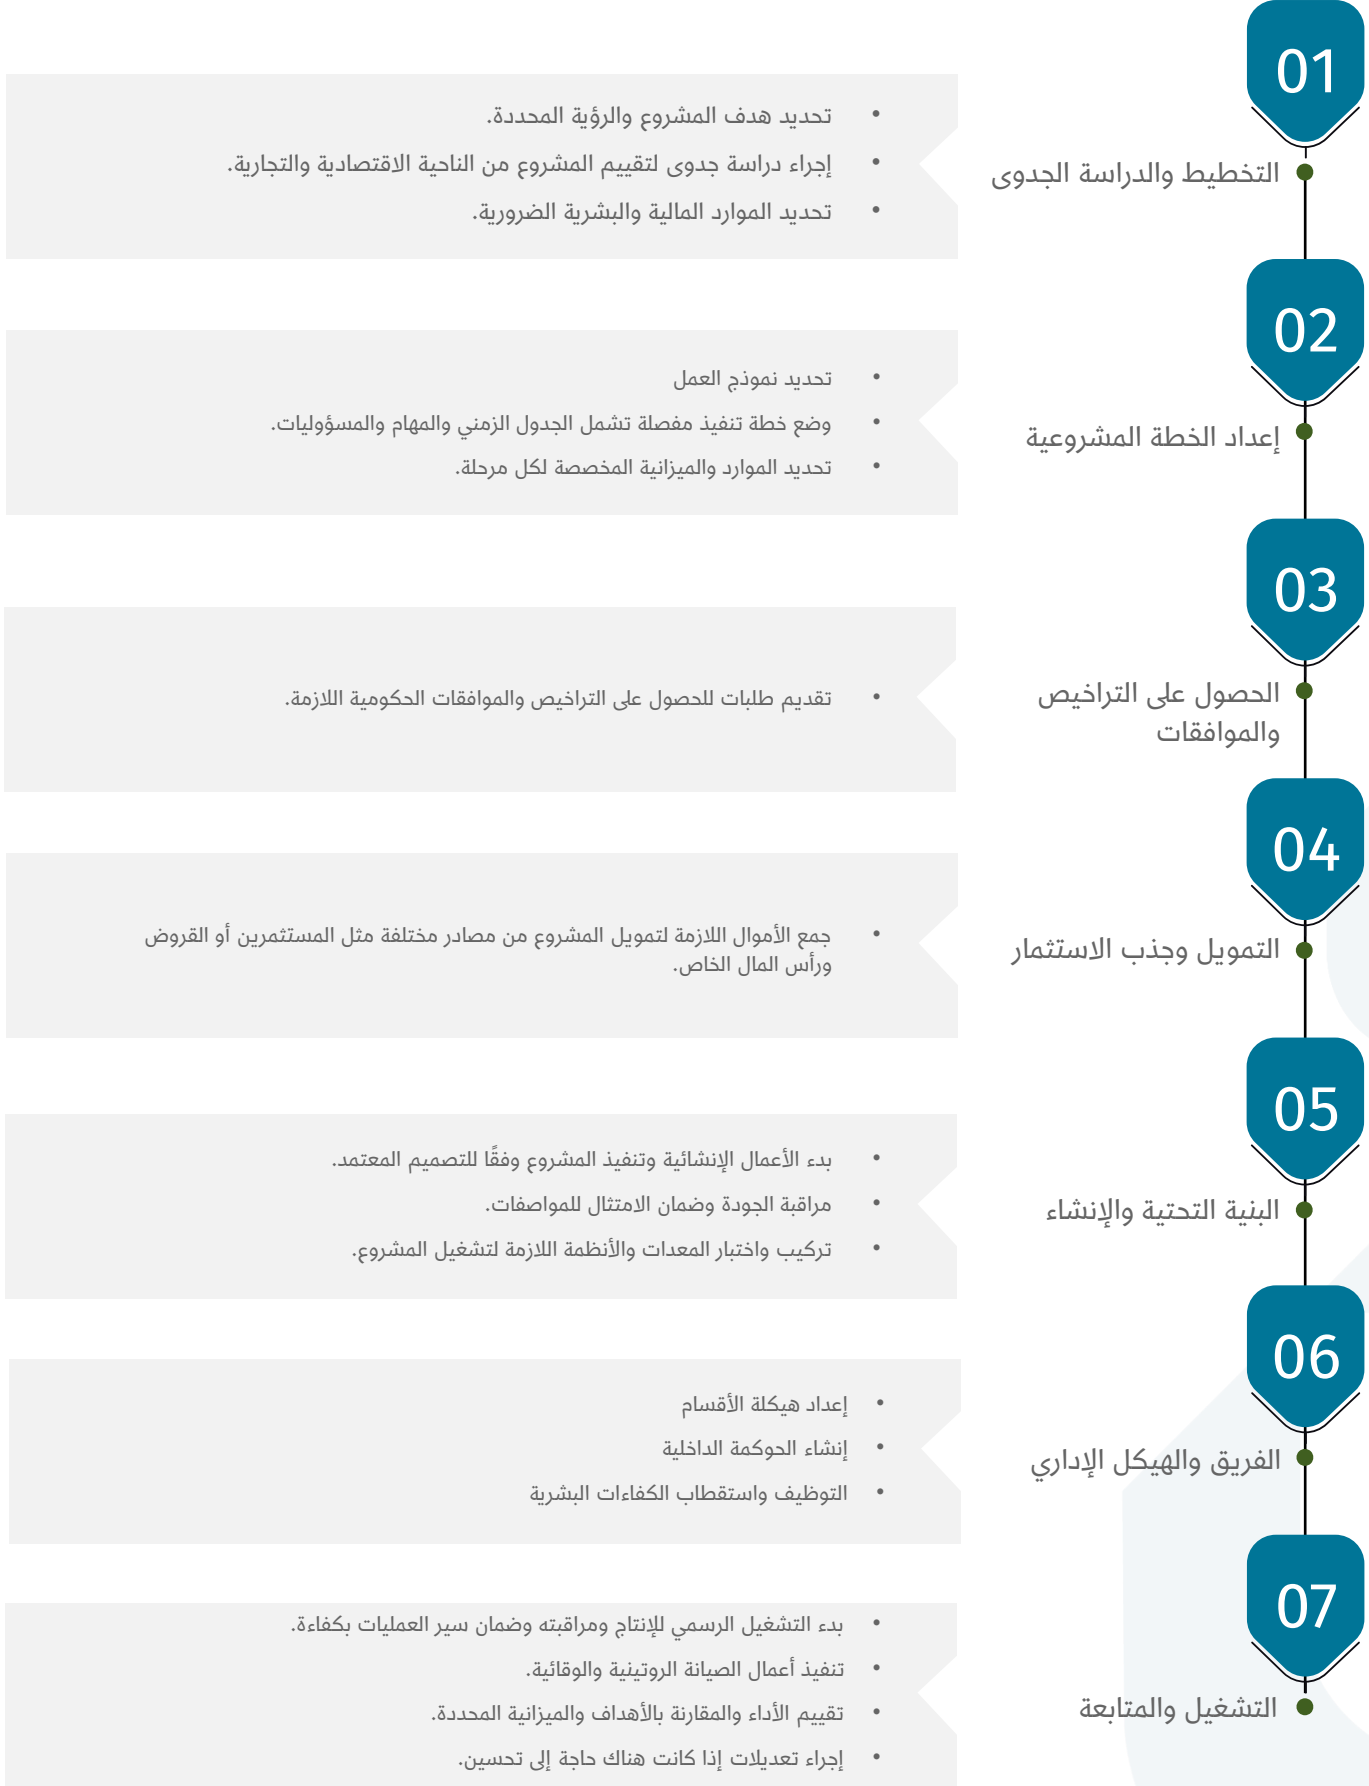 01
التخطيط والدراسة الجدوى
• تحديد هدف المشروع والرؤية المحددة.
• إجراء دراسة جدوى لتقييم المشروع من الناحية الاقتصادية والتجارية.
• تحديد الموارد المالية والبشرية الضرورية.
02
إعداد الخطة المشروعية
• تحديد نموذج العمل
• وضع خطة تنفيذ مفصلة تشمل الجدول الزمني والمهام والمسؤوليات.
• تحديد الموارد والميزانية المخصصة لكل مرحلة.
03
الحصول على التراخيص
والموافقات
• تقديم طلبات للحصول على التراخيص والموافقات الحكومية اللازمة.
04
التمويل وجذب الاستثمار
• جمع الأموال اللازمة لتمويل المشروع من مصادر مختلفة مثل المستثمرين أو القروض
ورأس المال الخاص.
05
البنية التحتية والإنشاء
• بدء الأعمال الإنشائية وتنفيذ المشروع وفقًا للتصميم المعتمد.
• مراقبة الجودة وضمان الامتثال للمواصفات.
• تركيب واختبار المعدات والأنظمة اللازمة لتشغيل المشروع.
06
الفريق والهيكل الإداري
• إعداد هيكلة الأقسام
• إنشاء الحوكمة الداخلية
• التوظيف واستقطاب الكفاءات البشرية
07
التشغيل والمتابعة
• بدء التشغيل الرسمي للإنتاج ومراقبته وضمان سير العمليات بكفاءة.
• تنفيذ أعمال الصيانة الروتينية والوقائية.
• تقييم الأداء والمقارنة بالأهداف والميزانية المحددة.
• إجراء تعديلات إذا كانت هناك حاجة إلى تحسين.